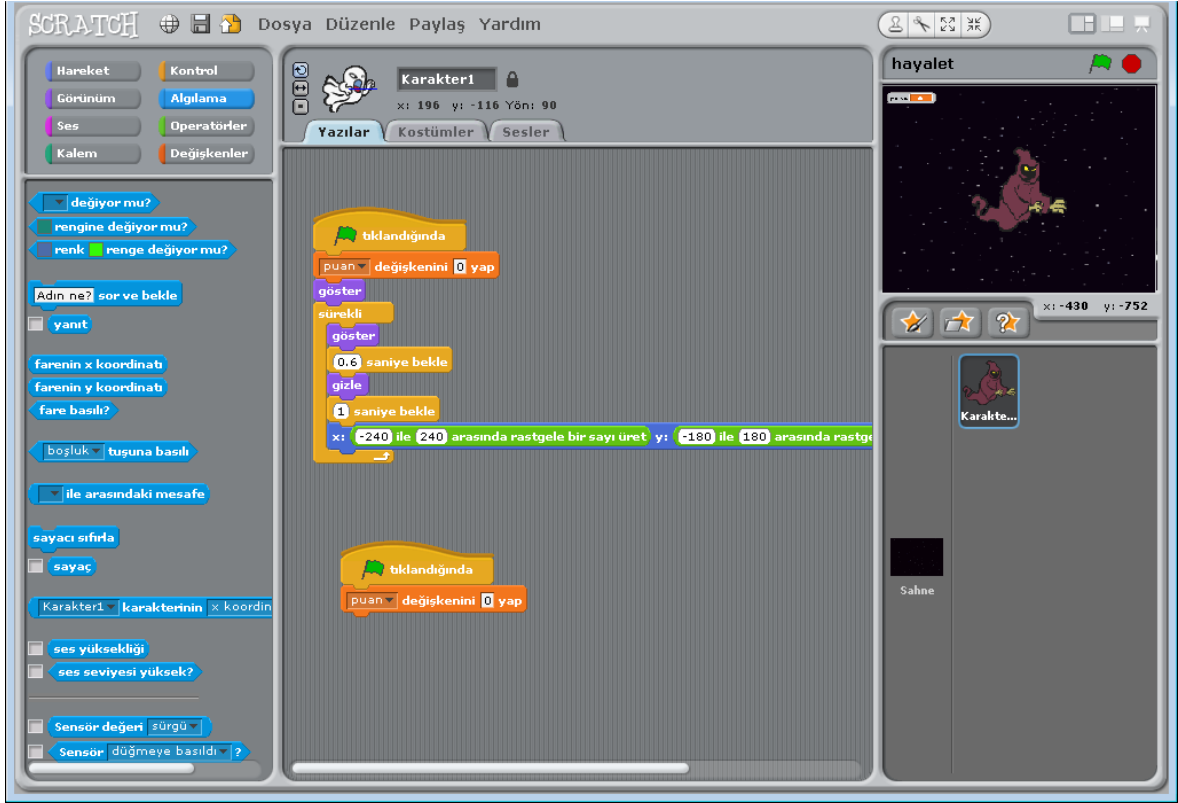 SCRATCH Dosya Düzenle Paylaş Yardım
Hareket Kontrol
Görünüm Algılama
Ses Operatörler
Kalem Değişkenler
değiyor mu?
rengine değiyor mu?
renk renge değiyor mu?
Adın ne? sor ve bekle
yanıt
farenin x koordinatı
farenin y koordinatı
fare basılı?
boşluk tuşuna basılı
ile arasındaki mesafe
sayacı sıfırla
sayaç
Karakter1 karakterinin x koordin
ses yüksekliği
ses seviyesi yüksek?
Sensör değeri sürgü
Sensör düğmeye basıldı ?
Karakter1
x: 196 y: -116 Yön: 90
Yazılar Kostümler Sesler
tıklandığında
puan değişkenini 0 yap
göster
sürekli
göster
0.6 saniye bekle
gizle
1 saniye bekle
x: -240 ile 240 arasında rastgele bir sayı üret y: -180 ile 180 arasında rastge
tıklandığında
puan değişkenini 0 yap
hayalet
x: -430 y: -752
Karakte...
Sahne